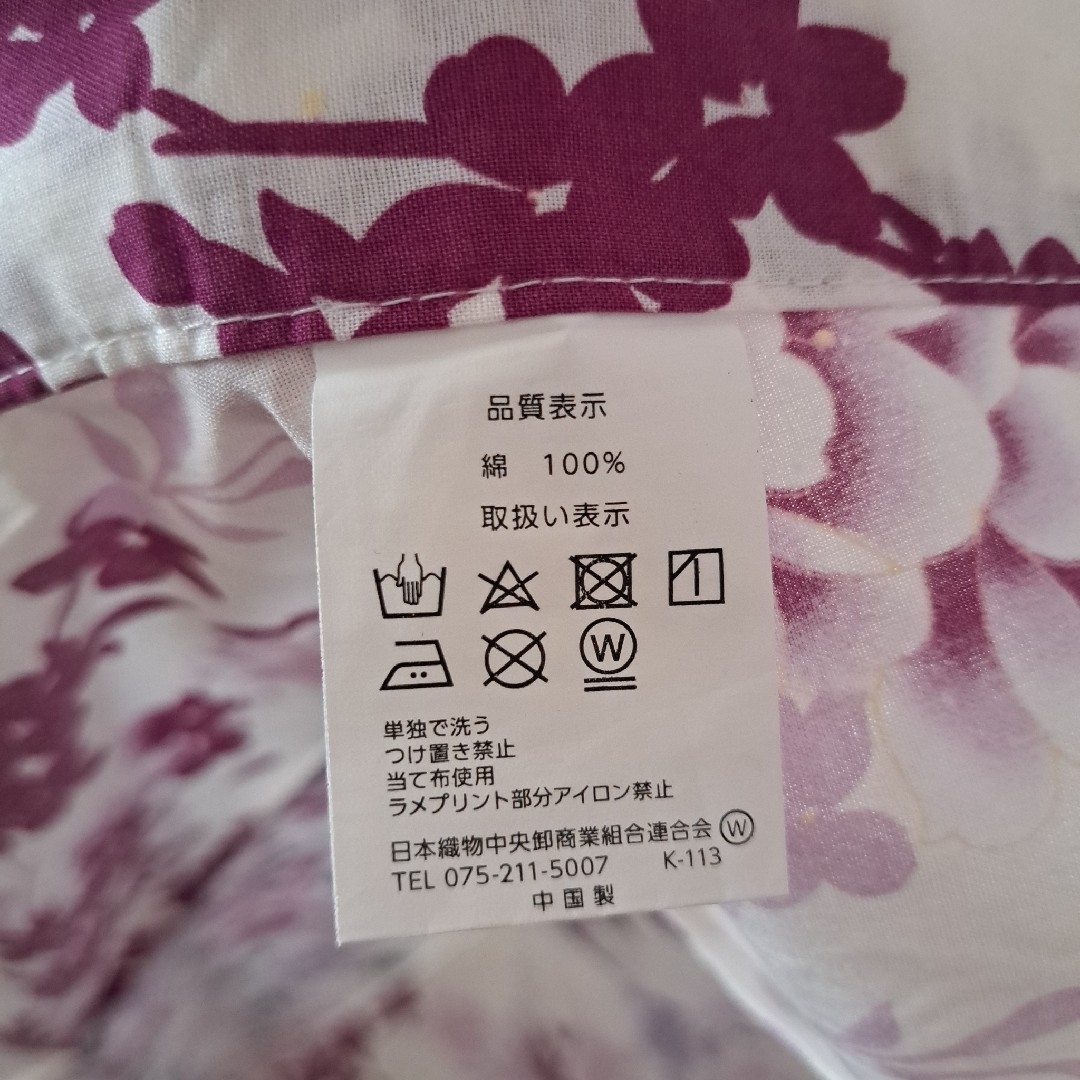 品質表示
綿 100%
取扱い表示
W
単独で洗う
つけ置き禁止
当て布使用
ラメプリント部分アイロン禁止
日本織物中央卸商業組合連合会 W
TEL 075-211-5007 K-113
中国製